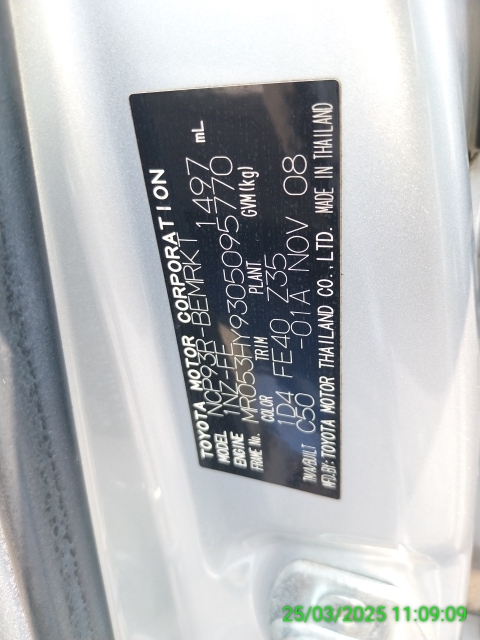 TOYOTA MOTOR CORPORATION
MODEL NCP93R-BEMRKT 1497 mL
ENGINE 1NZ-FE
FRAME No. MR053HY9305095770
COLOR TRIM PLANT GVM(kg)
1D4 FE40 Z35
T/M/A/BUILT C50 -01A NOV 08
MFD.BY: TOYOTA MOTOR THAILAND CO.,LTD. MADE IN THAILAND
25/03/2025 11:09:09